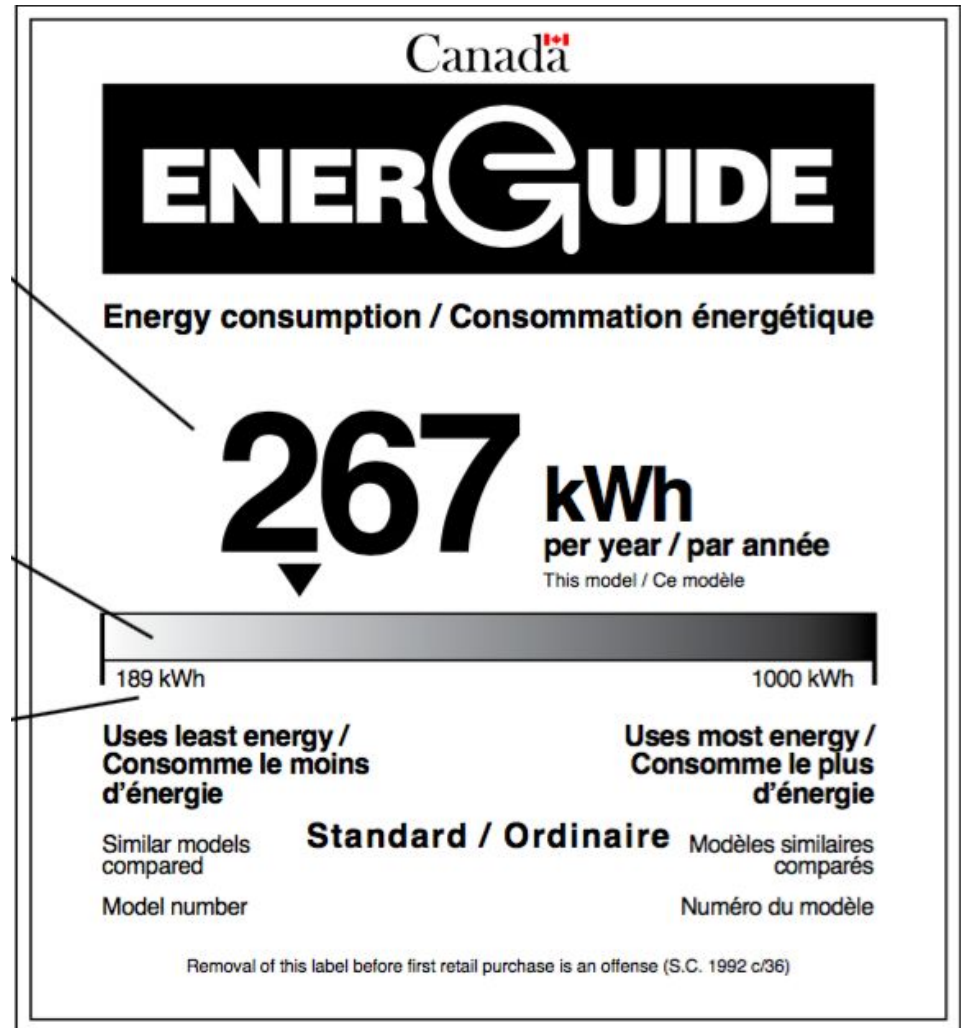 Canada
ENERGUIDE
Energy consumption / Consommation énergétique
267 kWh
per year / par année
This model / Ce modèle
189 kWh 1000 kWh
Uses least energy /
Consomme le moins
d'énergie
Uses most energy /
Consomme le plus
d'énergie
Similar models
compared
Standard / Ordinaire
Modèles similaires
comparés
Model number
Numéro du modèle
Removal of this label before first retail purchase is an offense (S.C. 1992 c/36)